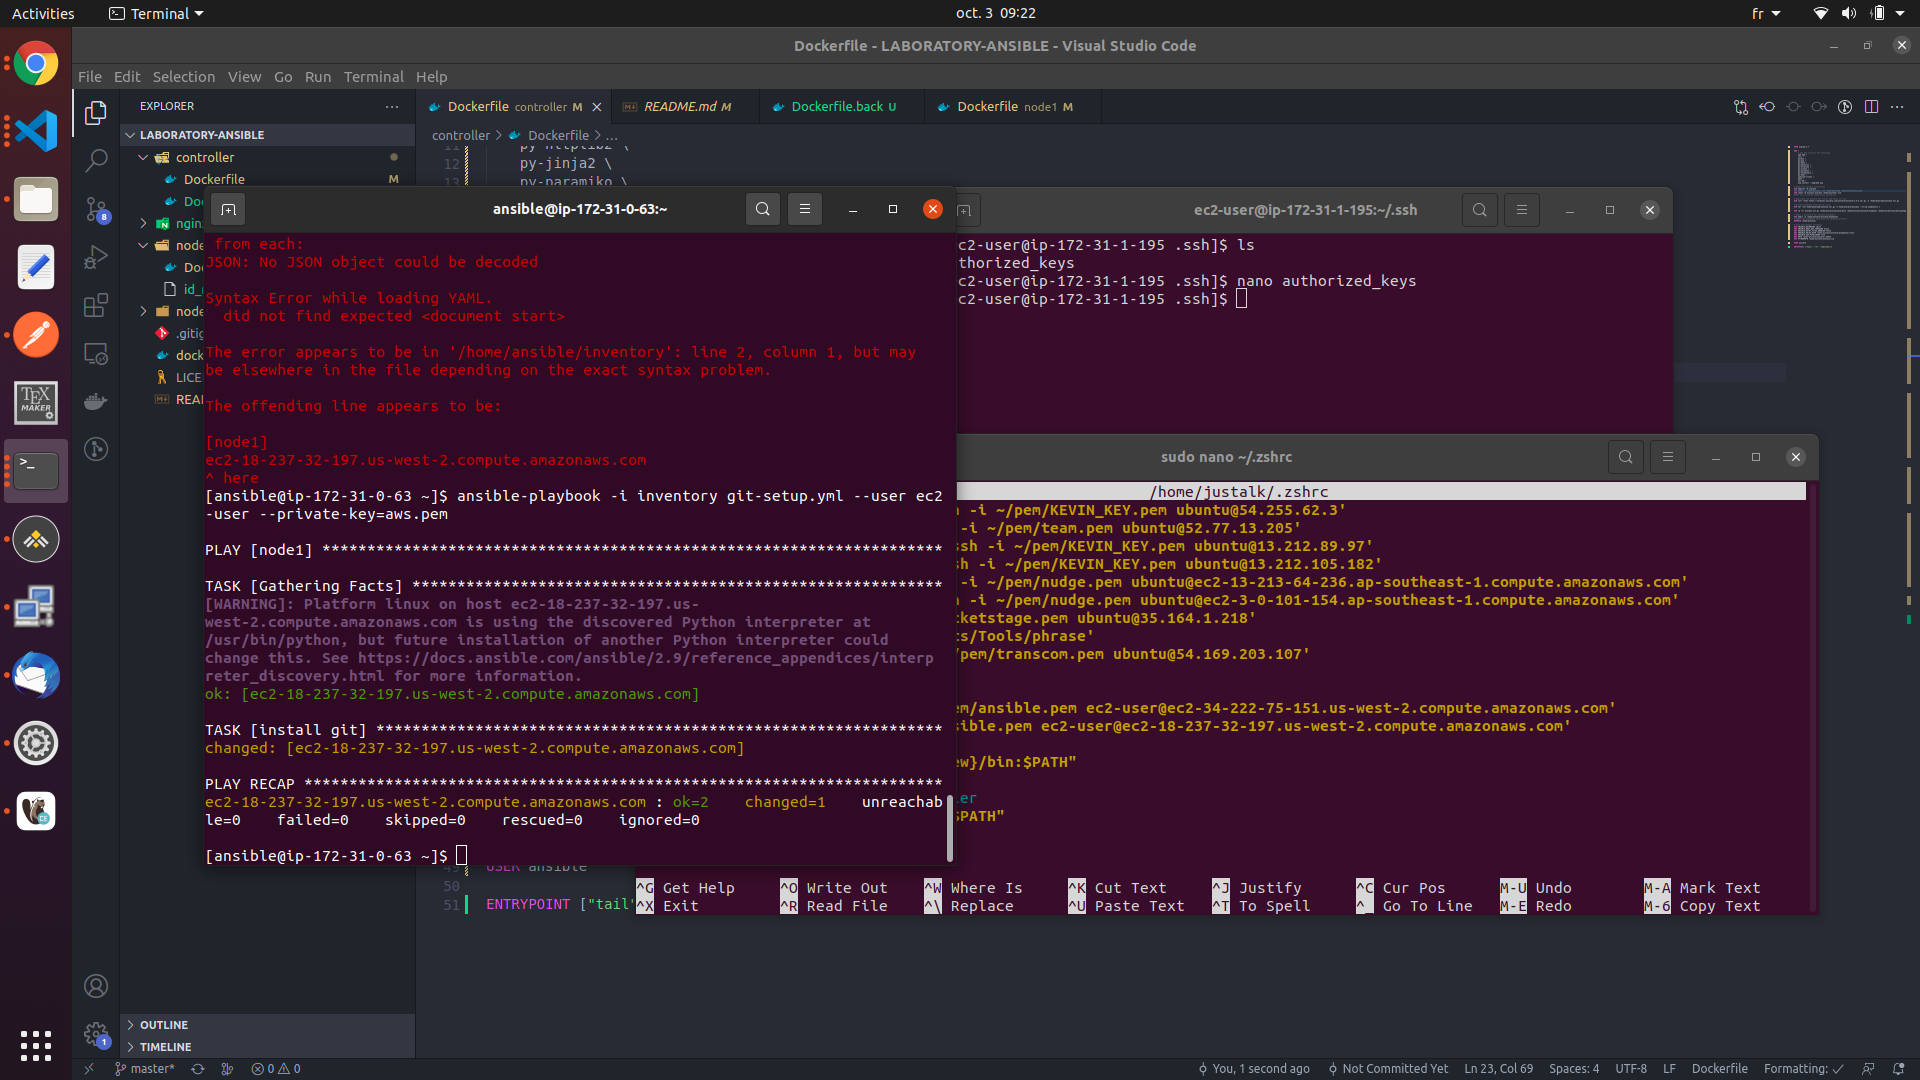 Activities
Terminal
oct. 3 09:22
fr
Dockerfile - LABORATORY-ANSIBLE - Visual Studio Code
File Edit Selection View Go Run Terminal Help
EXPLORER
Dockerfile controller M
README.md M
Dockerfile.back U
Dockerfile node1 M
LABORATORY-ANSIBLE
controller > Dockerfile > ...
controller
Dockerfile M
12 py-jinja2 \
13 py-paramiko \
8
TEX MAKER
ansible@ip-172-31-0-63:~
from each:
JSON: No JSON object could be decoded
Syntax Error while loading YAML.
did not find expected <document start>
The error appears to be in '/home/ansible/inventory': line 2, column 1, but may
be elsewhere in the file depending on the exact syntax problem.
The offending line appears to be:
[node1]
ec2-18-237-32-197.us-west-2.compute.amazonaws.com
^ here
[ansible@ip-172-31-0-63 ~]$ ansible-playbook -i inventory git-setup.yml --user ec2
-user --private-key=aws.pem
PLAY [node1] *********************************************************************
TASK [Gathering Facts] ***********************************************************
[WARNING]: Platform linux on host ec2-18-237-32-197.us-
west-2.compute.amazonaws.com is using the discovered Python interpreter at
/usr/bin/python, but future installation of another Python interpreter could
change this. See https://docs.ansible.com/ansible/2.9/reference_appendices/interp
reter_discovery.html for more information.
ok: [ec2-18-237-32-197.us-west-2.compute.amazonaws.com]
TASK [install git] ***************************************************************
changed: [ec2-18-237-32-197.us-west-2.compute.amazonaws.com]
PLAY RECAP ***********************************************************************
ec2-18-237-32-197.us-west-2.compute.amazonaws.com : ok=2 changed=1 unreachab
le=0 failed=0 skipped=0 rescued=0 ignored=0
[ansible@ip-172-31-0-63 ~]$
ec2-user@ip-172-31-1-195:~/.ssh
c2-user@ip-172-31-1-195 .ssh]$ ls
thorized_keys
c2-user@ip-172-31-1-195 .ssh]$ nano authorized_keys
c2-user@ip-172-31-1-195 .ssh]$
sudo nano ~/.zshrc
/home/justalk/.zshrc
-i ~/pem/KEVIN_KEY.pem ubuntu@54.255.62.3'
-i ~/pem/team.pem ubuntu@52.77.13.205'
ssh -i ~/pem/KEVIN_KEY.pem ubuntu@13.212.89.97'
sh -i ~/pem/KEVIN_KEY.pem ubuntu@13.212.105.182'
-i ~/pem/nudge.pem ubuntu@ec2-13-213-64-236.ap-southeast-1.compute.amazonaws.com'
-i ~/pem/nudge.pem ubuntu@ec2-3-0-101-154.ap-southeast-1.compute.amazonaws.com'
cketstage.pem ubuntu@35.164.1.218'
ts/Tools/phrase'
/pem/transcom.pem ubuntu@54.169.203.107'
em/ansible.pem ec2-user@ec2-34-222-75-151.us-west-2.compute.amazonaws.com'
sible.pem ec2-user@ec2-18-237-32-197.us-west-2.compute.amazonaws.com'
ew}/bin:$PATH"
er
$PATH"
^G Get Help ^O Write Out ^W Where Is ^K Cut Text ^J Justify ^C Cur Pos M-U Undo M-A Mark Text
^X Exit ^R Read File ^\ Replace ^U Paste Text ^T To Spell ^_ Go To Line M-E Redo M-6 Copy Text
USER ansible
50
51 ENTRYPOINT ["tail"
OUTLINE
TIMELINE
1
master*
0 0
You, 1 second ago
Not Committed Yet
Ln 23, Col 69
Spaces: 4
UTF-8
LF
Dockerfile
Formatting: ✓